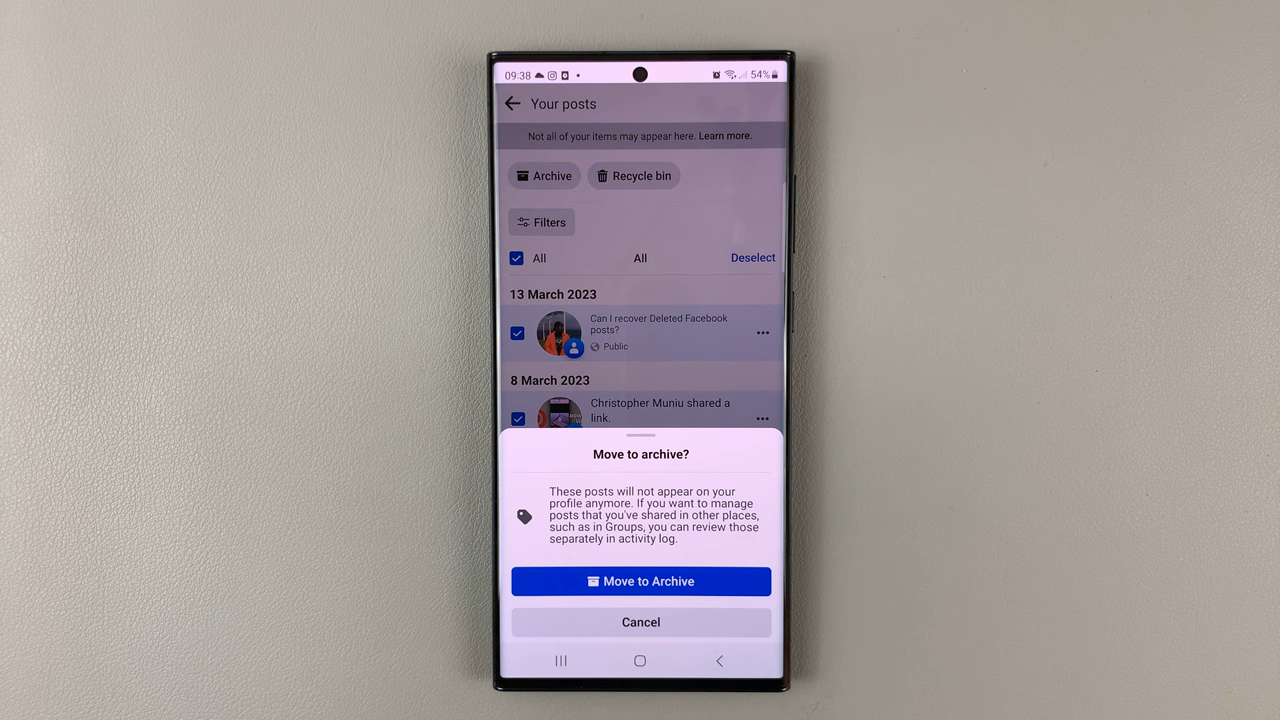 09:38
54%
Your posts
Not all of your items may appear here. Learn more.
Archive
Recycle bin
Filters
All
All
Deselect
13 March 2023
Can I recover Deleted Facebook
posts?
Public
8 March 2023
Christopher Muniu shared a
link.
Move to archive?
These posts will not appear on your
profile anymore. If you want to manage
posts that you've shared in other places,
such as in Groups, you can review those
separately in activity log.
Move to Archive
Cancel